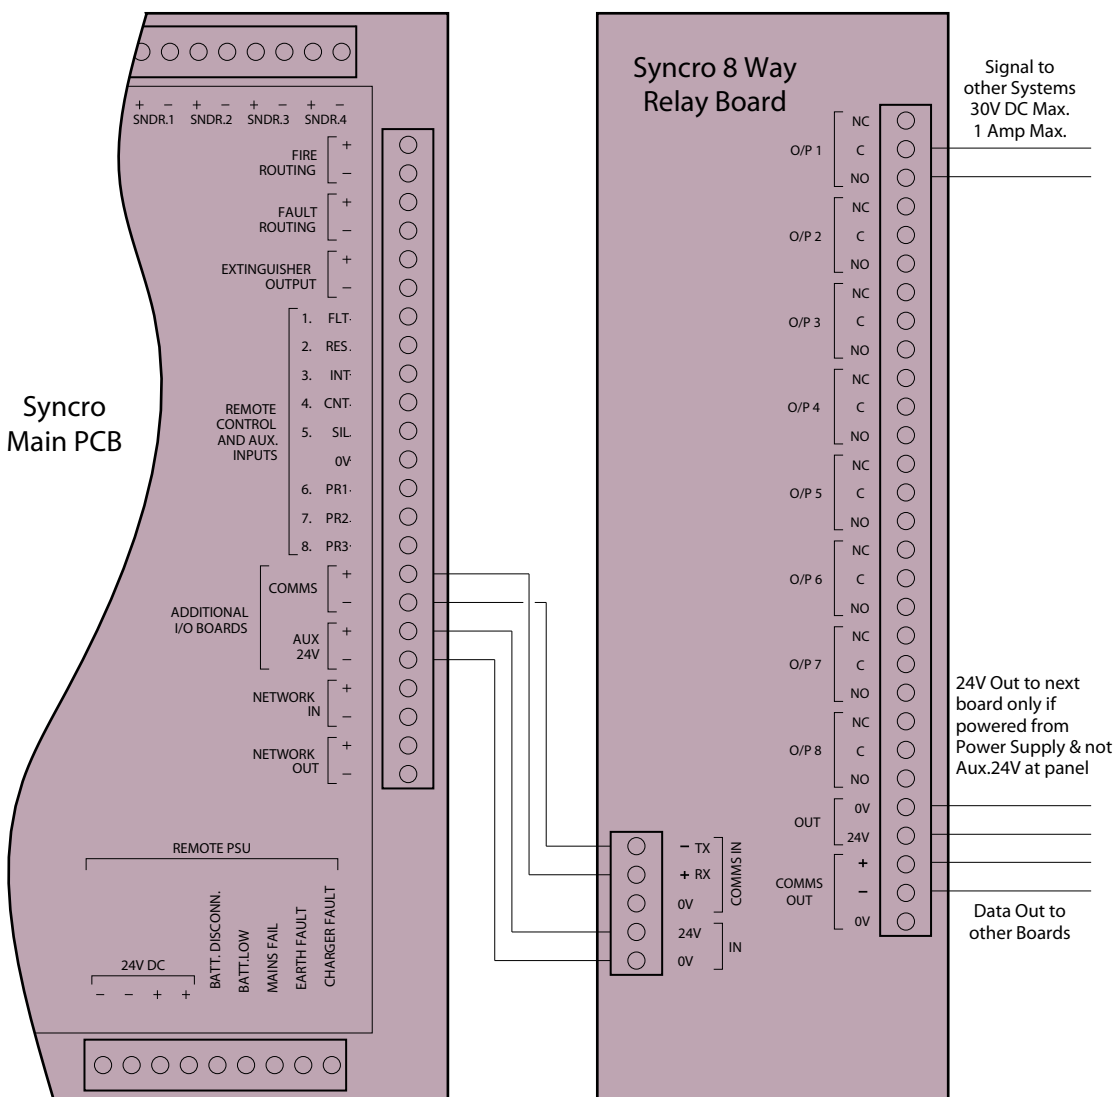 Syncro
Main PCB
+ − + − + − + −
SNDR.1 SNDR.2 SNDR.3 SNDR.4
FIRE
ROUTING
+
−
FAULT
ROUTING
+
−
EXTINGUISHER
OUTPUT
+
−
REMOTE
CONTROL
AND AUX.
INPUTS
1. FLT
2. RES
3. INT
4. CNT
5. SIL
0V
6. PR1
7. PR2
8. PR3
ADDITIONAL
I/O BOARDS
COMMS
+
−
AUX
24V
+
−
NETWORK
IN
+
−
NETWORK
OUT
+
−
REMOTE PSU
24V DC
− − + +
BATT. DISCONN.
BATT.LOW
MAINS FAIL
EARTH FAULT
CHARGER FAULT
Syncro 8 Way
Relay Board
O/P 1
NC
C
NO
O/P 2
NC
C
NO
O/P 3
NC
C
NO
O/P 4
NC
C
NO
O/P 5
NC
C
NO
O/P 6
NC
C
NO
O/P 7
NC
C
NO
O/P 8
NC
C
NO
OUT
0V
24V
COMMS
OUT
+
−
0V
− TX
+ RX
0V
COMMS IN
24V
0V
IN
Signal to
other Systems
30V DC Max.
1 Amp Max.
24V Out to next
board only if
powered from
Power Supply & not
Aux.24V at panel
Data Out to
other Boards